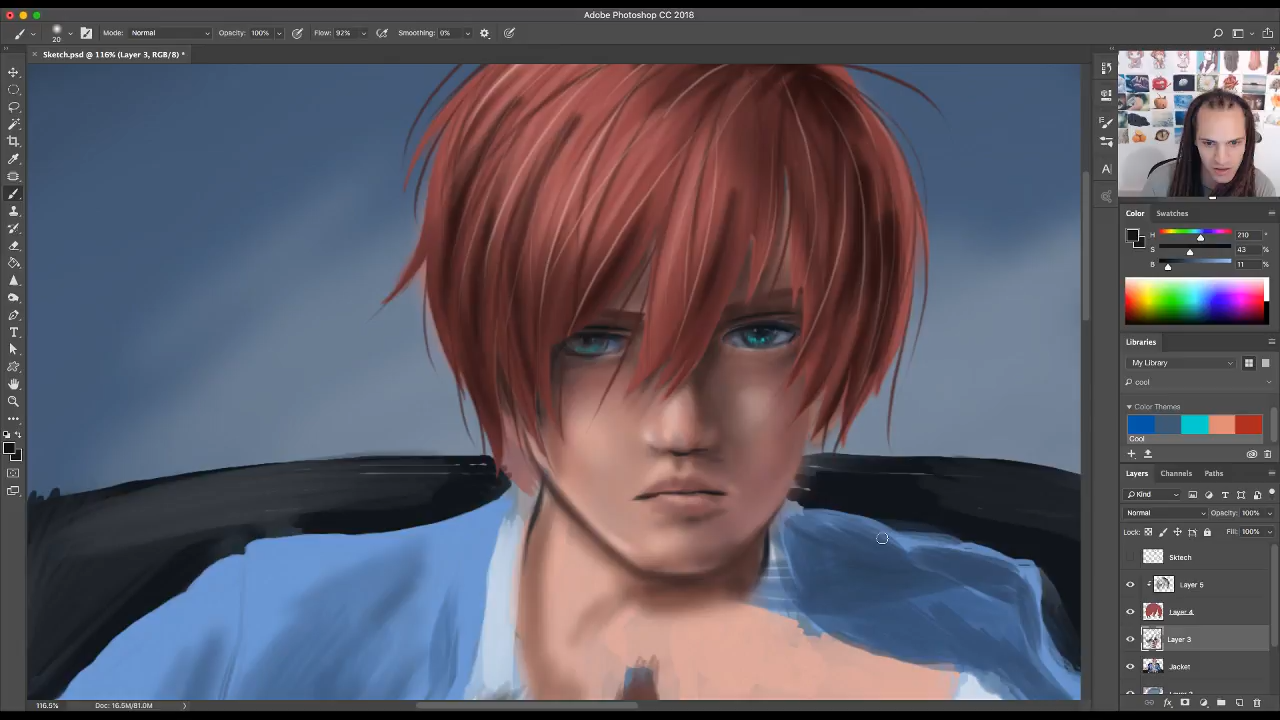 Adobe Photoshop CC 2018
20
Mode: Normal
Opacity: 100%
Flow: 92%
Smoothing: 0%
Sketch.psd @ 116% (Layer 3, RGB/8) *
Color
Swatches
H
210
°
S
43
%
B
11
%
Libraries
My Library
cool
Color Themes
Cool
Layers
Channels
Paths
Kind
Normal
Opacity: 100%
Lock:
Fill: 100%
Sktech
Layer 5
Layer 4
Layer 3
Jacket
116.5%
Doc: 16.5M/81.0M